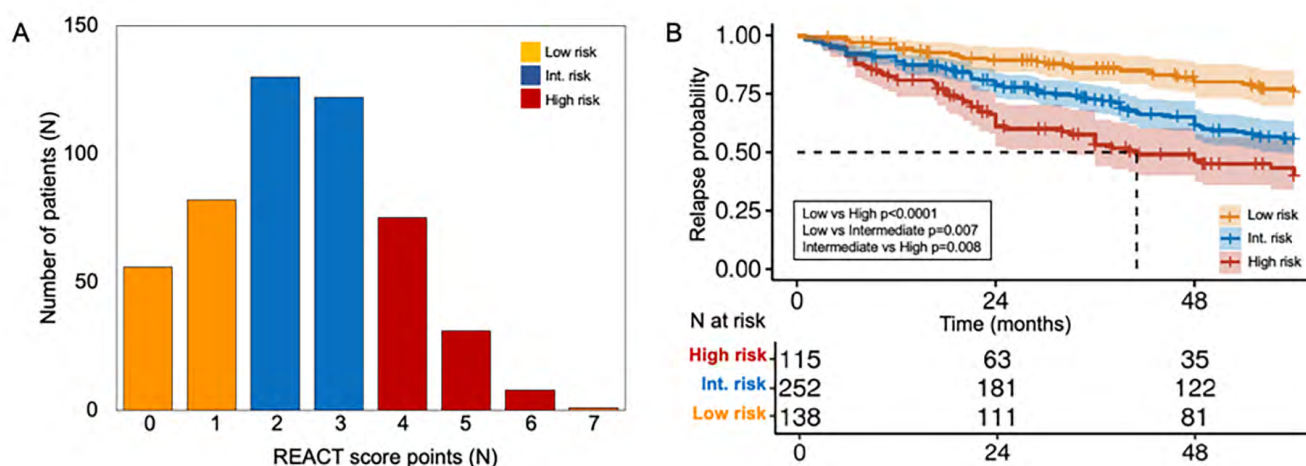 A
150
100
50
0
Number of patients (N)
Low risk
Int. risk
High risk
0 1 2 3 4 5 6 7
REACT score points (N)
B
1.00
0.75
0.50
0.25
0.00
Relapse probability
Low vs High p<0.0001
Low vs Intermediate p=0.007
Intermediate vs High p=0.008
Low risk
Int. risk
High risk
0 24 48
Time (months)
N at risk
High risk 115 63 35
Int. risk 252 181 122
Low risk 138 111 81
0 24 48